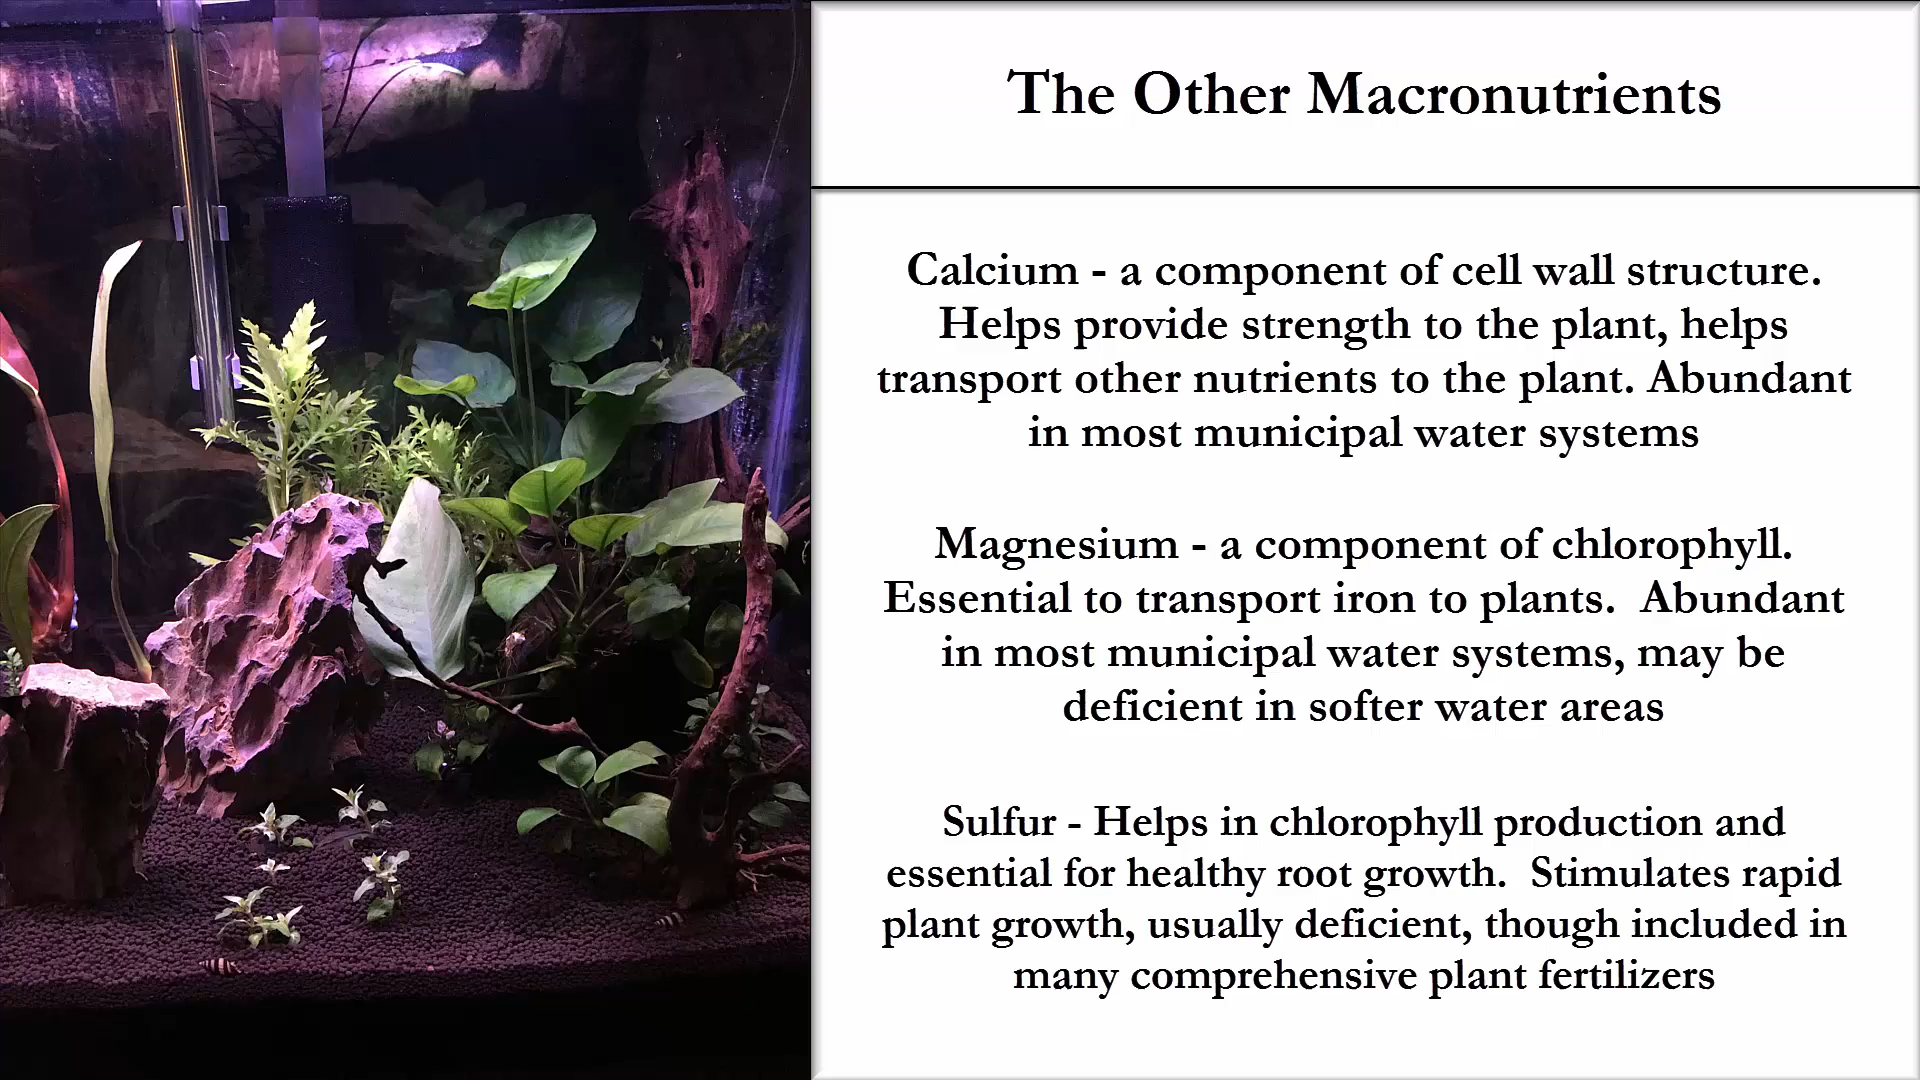 The Other Macronutrients
Calcium - a component of cell wall structure.
Helps provide strength to the plant, helps
transport other nutrients to the plant. Abundant
in most municipal water systems
Magnesium - a component of chlorophyll.
Essential to transport iron to plants.  Abundant
in most municipal water systems, may be
deficient in softer water areas
Sulfur - Helps in chlorophyll production and
essential for healthy root growth.  Stimulates rapid
plant growth, usually deficient, though included in
many comprehensive plant fertilizers